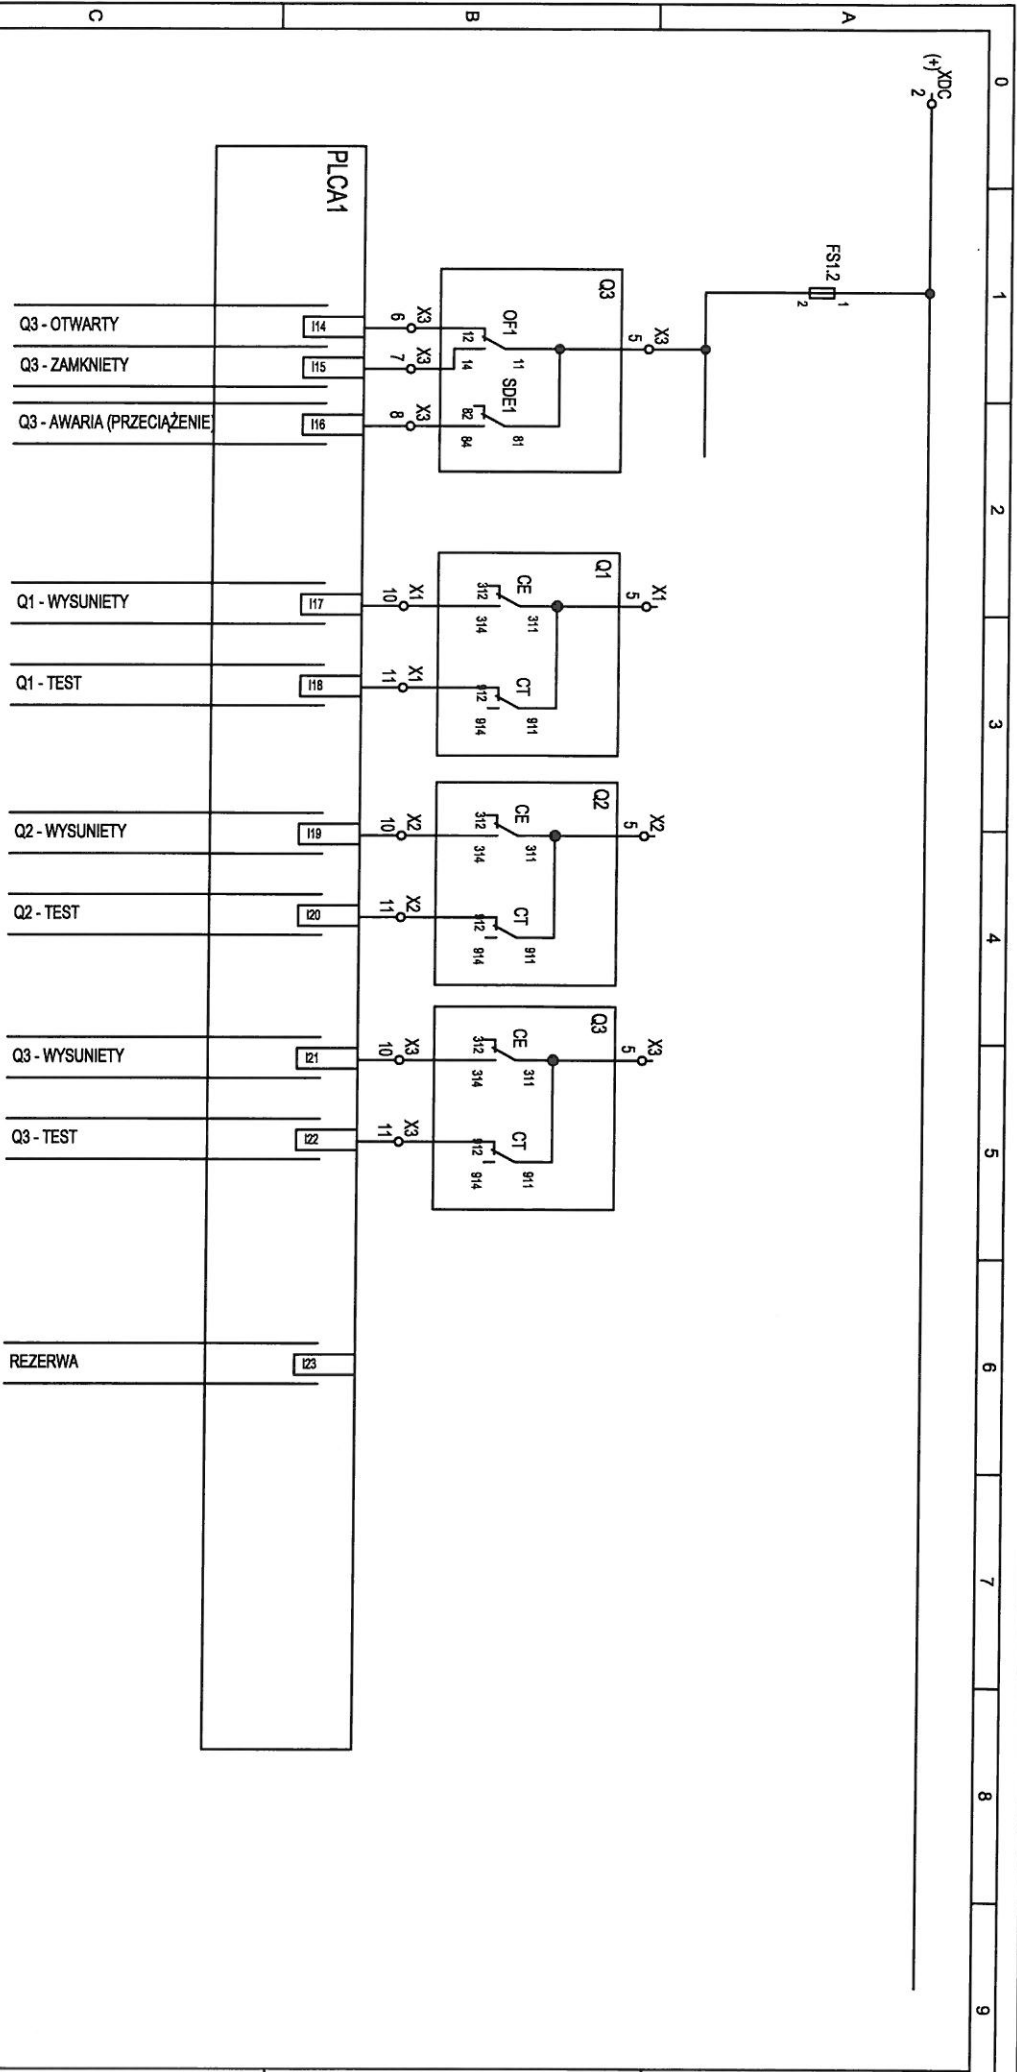 0 1 2 3 4 5 6 7 8 9
A
B
C
XDC
(+)
2
FS1.2
1
2
X3
5
X1
5
X2
5
X3
5
Q3
OF1
11
12
14
SDE1
81
82
84
Q1
CE
311
312
314
CT
911
912
914
Q2
CE
311
312
314
CT
911
912
914
Q3
CE
311
312
314
CT
911
912
914
X3
6
X3
7
X3
8
X1
10
X1
11
X2
10
X2
11
X3
10
X3
11
PLCA1
I14
I15
I16
I17
I18
I19
I20
I21
I22
I23
Q3 - OTWARTY
Q3 - ZAMKNIETY
Q3 - AWARIA (PRZECIĄŻENIE)
Q1 - WYSUNIETY
Q1 - TEST
Q2 - WYSUNIETY
Q2 - TEST
Q3 - WYSUNIETY
Q3 - TEST
REZERWA